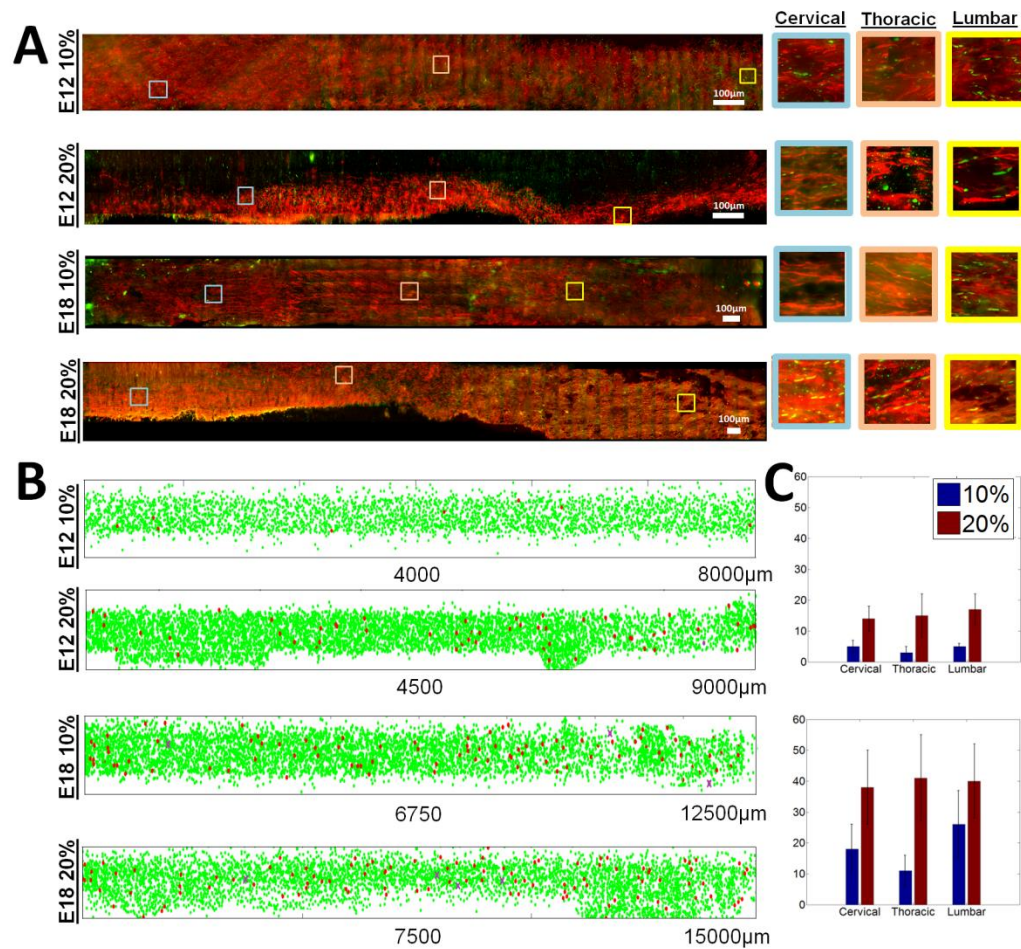 A
Cervical Thoracic Lumbar
E12 10%
100µm
E12 20%
100µm
E18 10%
100µm
E18 20%
100µm
B
E12 10%
4000 8000µm
E12 20%
4500 9000µm
E18 10%
6750 12500µm
E18 20%
7500 15000µm
C
10%
20%
60
50
40
30
20
10
0
Cervical Thoracic Lumbar
60
50
40
30
20
10
0
Cervical Thoracic Lumbar